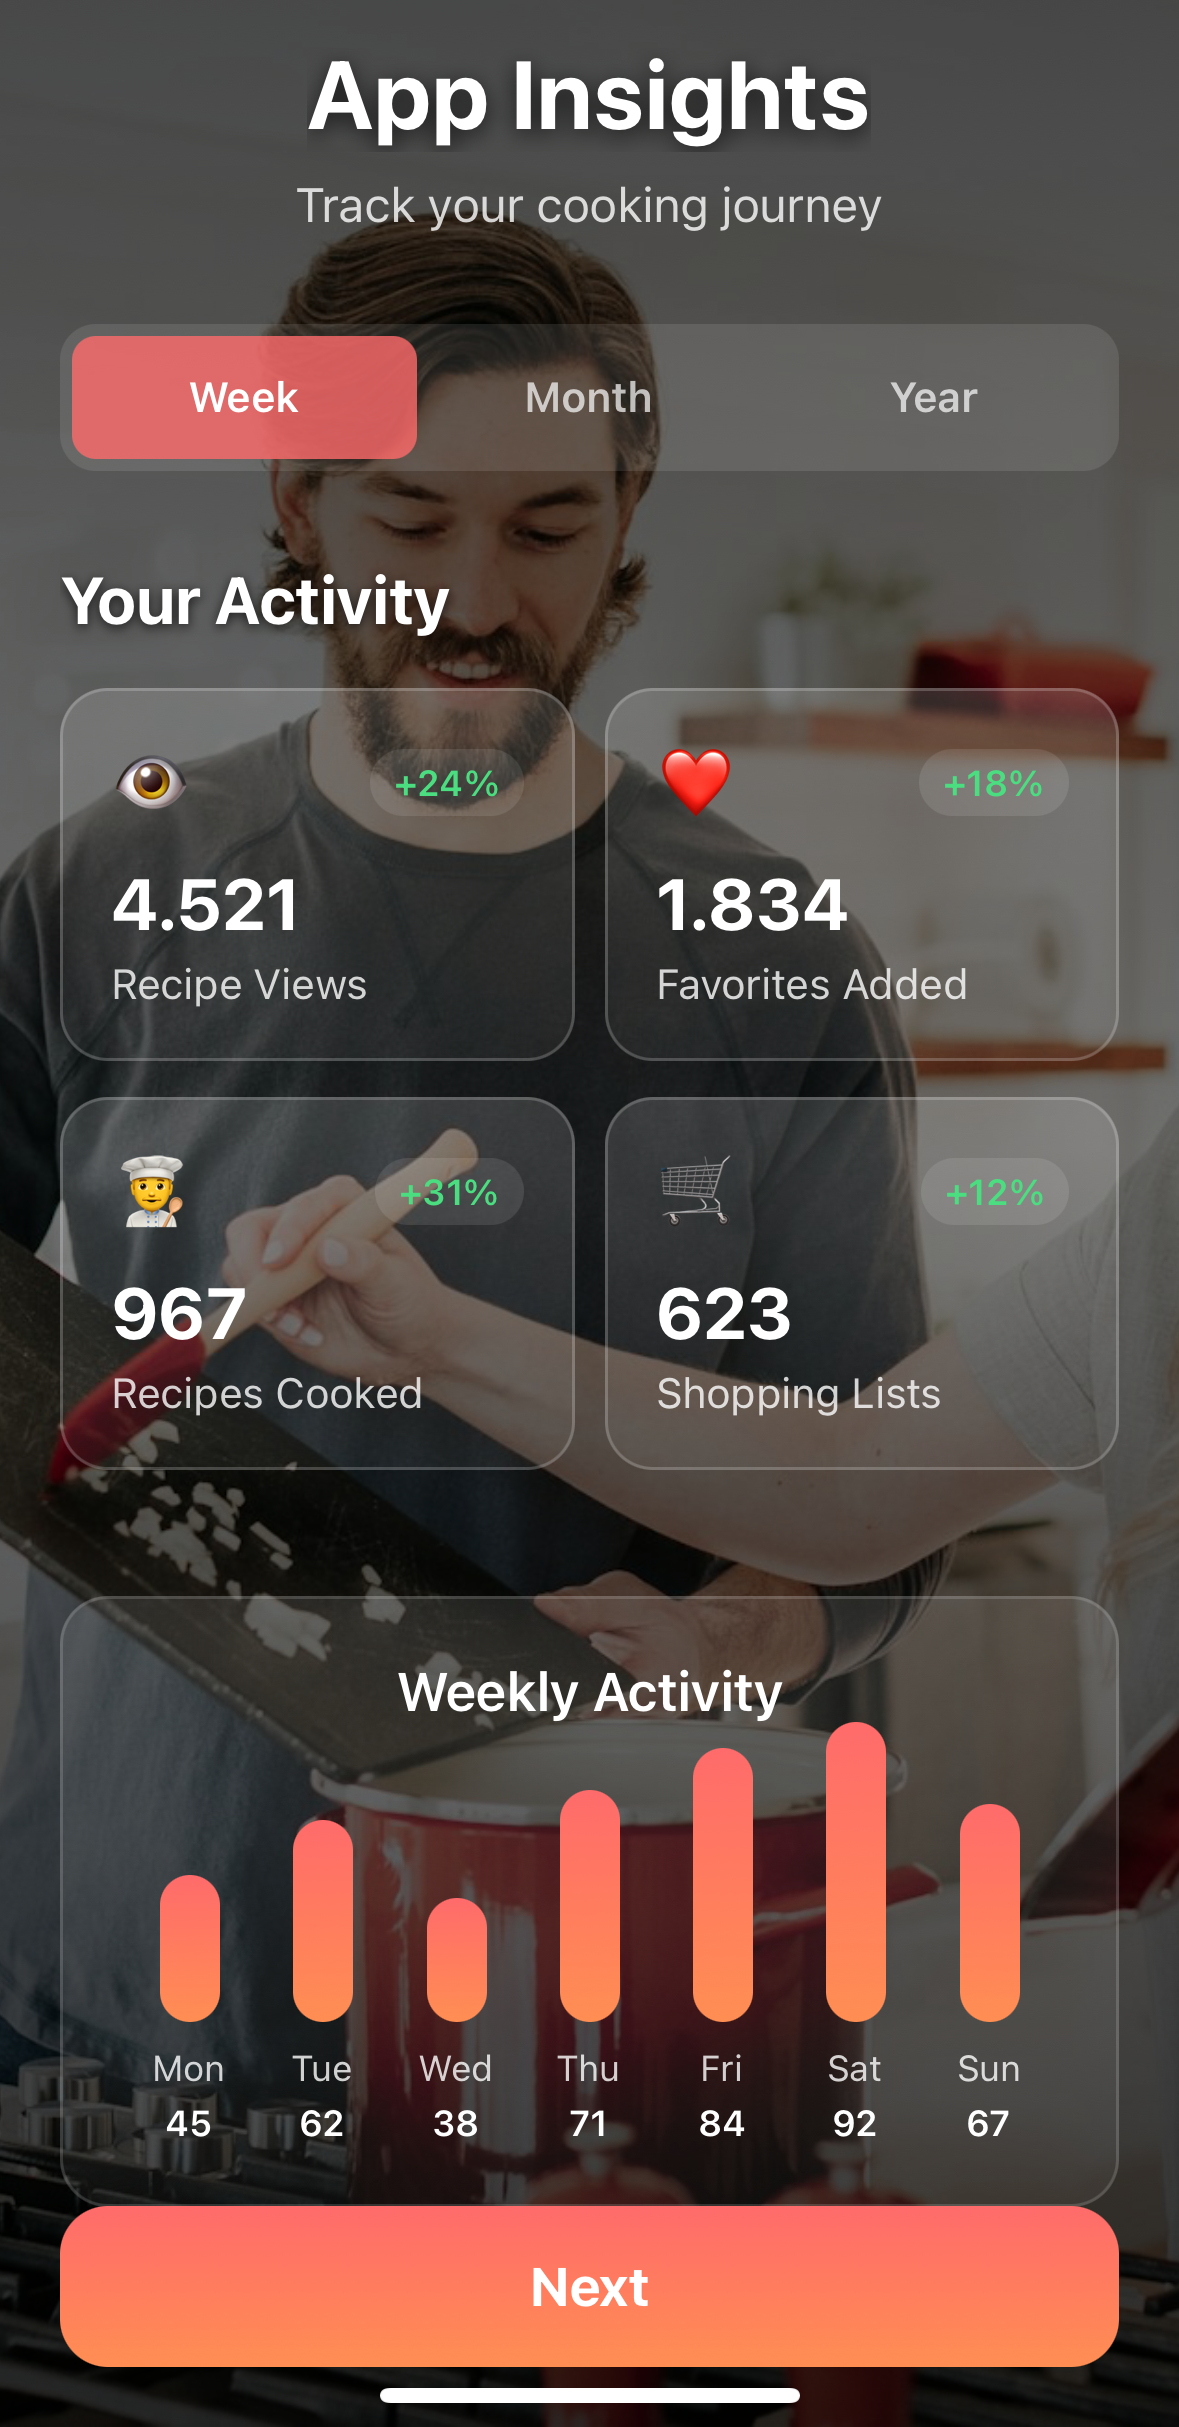 App Insights
Track your cooking journey
Week Month Year
Your Activity
+24%
4.521
Recipe Views
+18%
1.834
Favorites Added
+31%
967
Recipes Cooked
+12%
623
Shopping Lists
Weekly Activity
Mon Tue Wed Thu Fri Sat Sun
45 62 38 71 84 92 67
Next